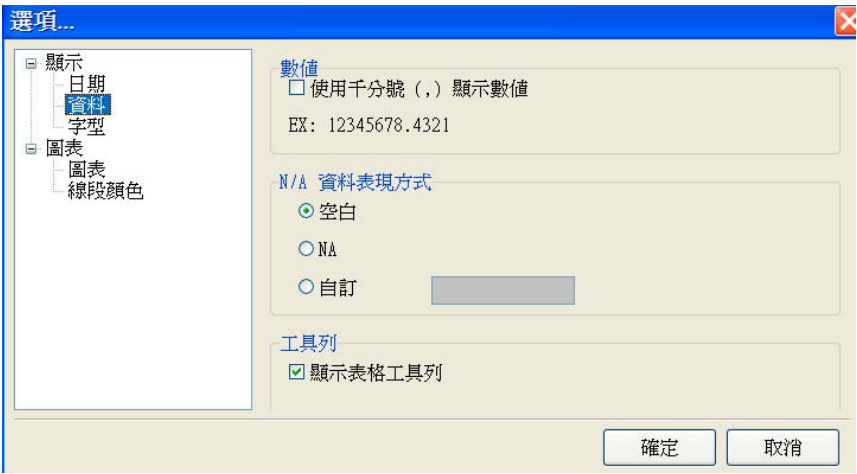 選項...
顯示
日期
資料
字型
圖表
圖表
線段顏色
數值
使用千分號 (,) 顯示數值
EX: 12345678.4321
N/A 資料表現方式
空白
NA
自訂
工具列
顯示表格工具列
確定
取消